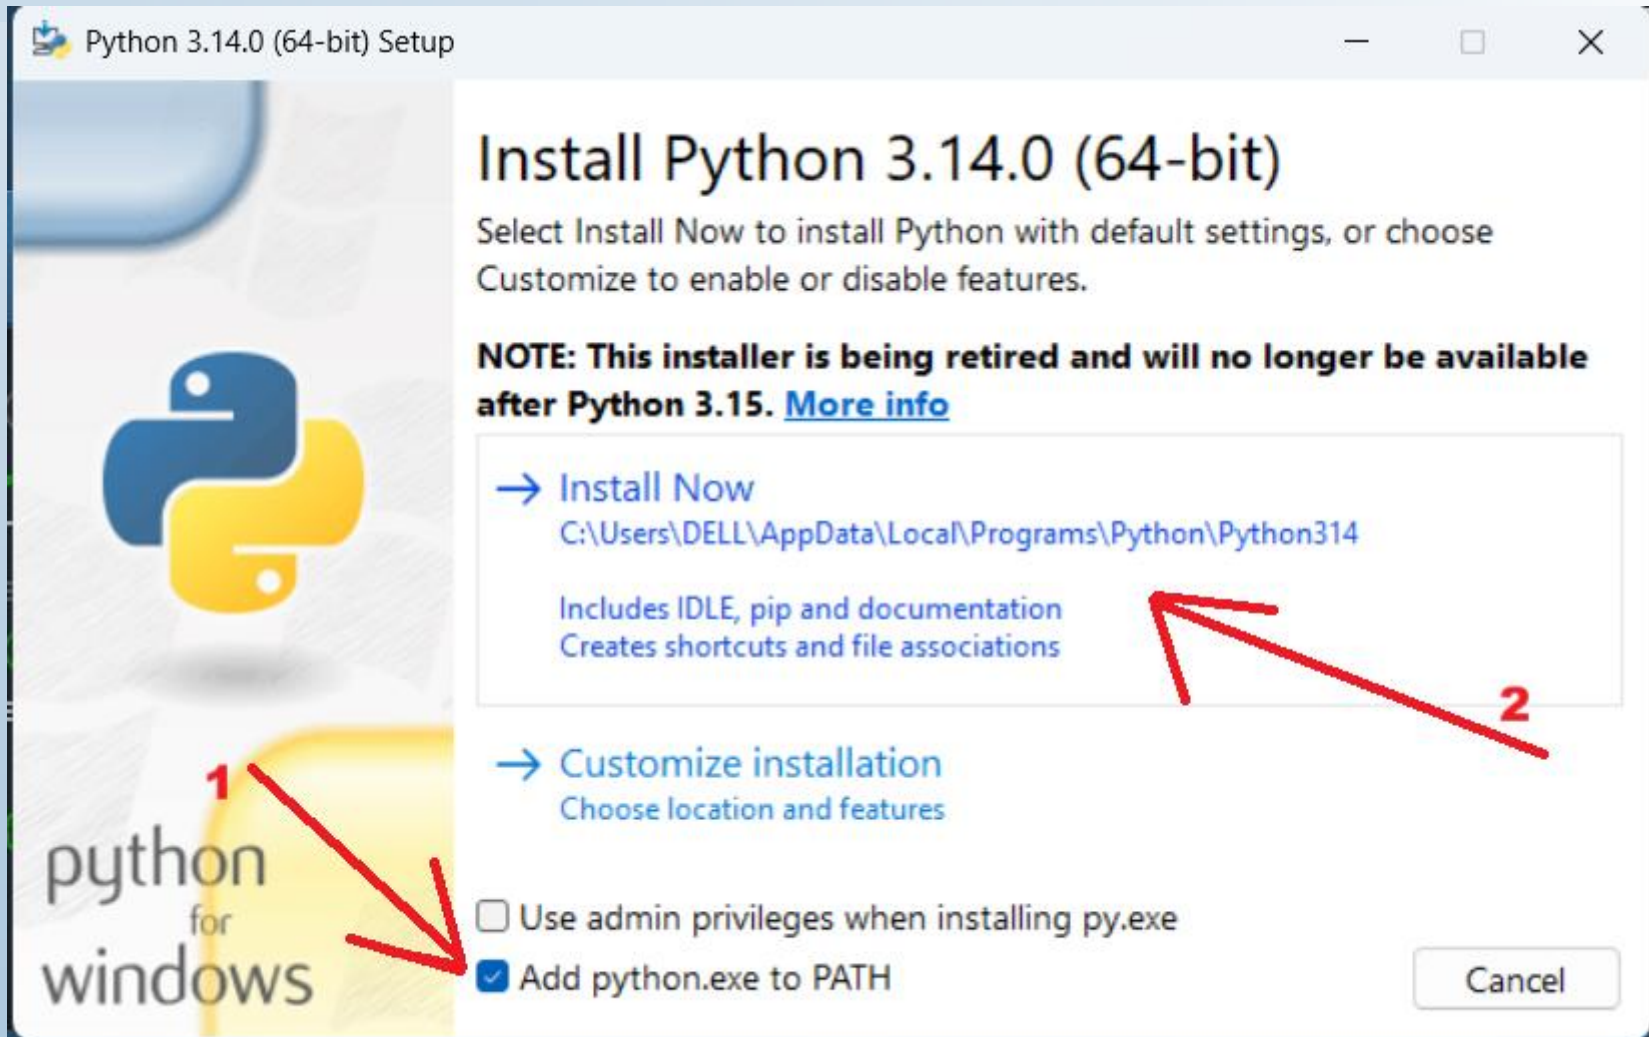 Python 3.14.0 (64-bit) Setup
Install Python 3.14.0 (64-bit)
Select Install Now to install Python with default settings, or choose
Customize to enable or disable features.
NOTE: This installer is being retired and will no longer be available
after Python 3.15. More info
Install Now
C:\Users\DELL\AppData\Local\Programs\Python\Python314
Includes IDLE, pip and documentation
Creates shortcuts and file associations
2
Customize installation
Choose location and features
1
python
for
windows
Use admin privileges when installing py.exe
Add python.exe to PATH
Cancel